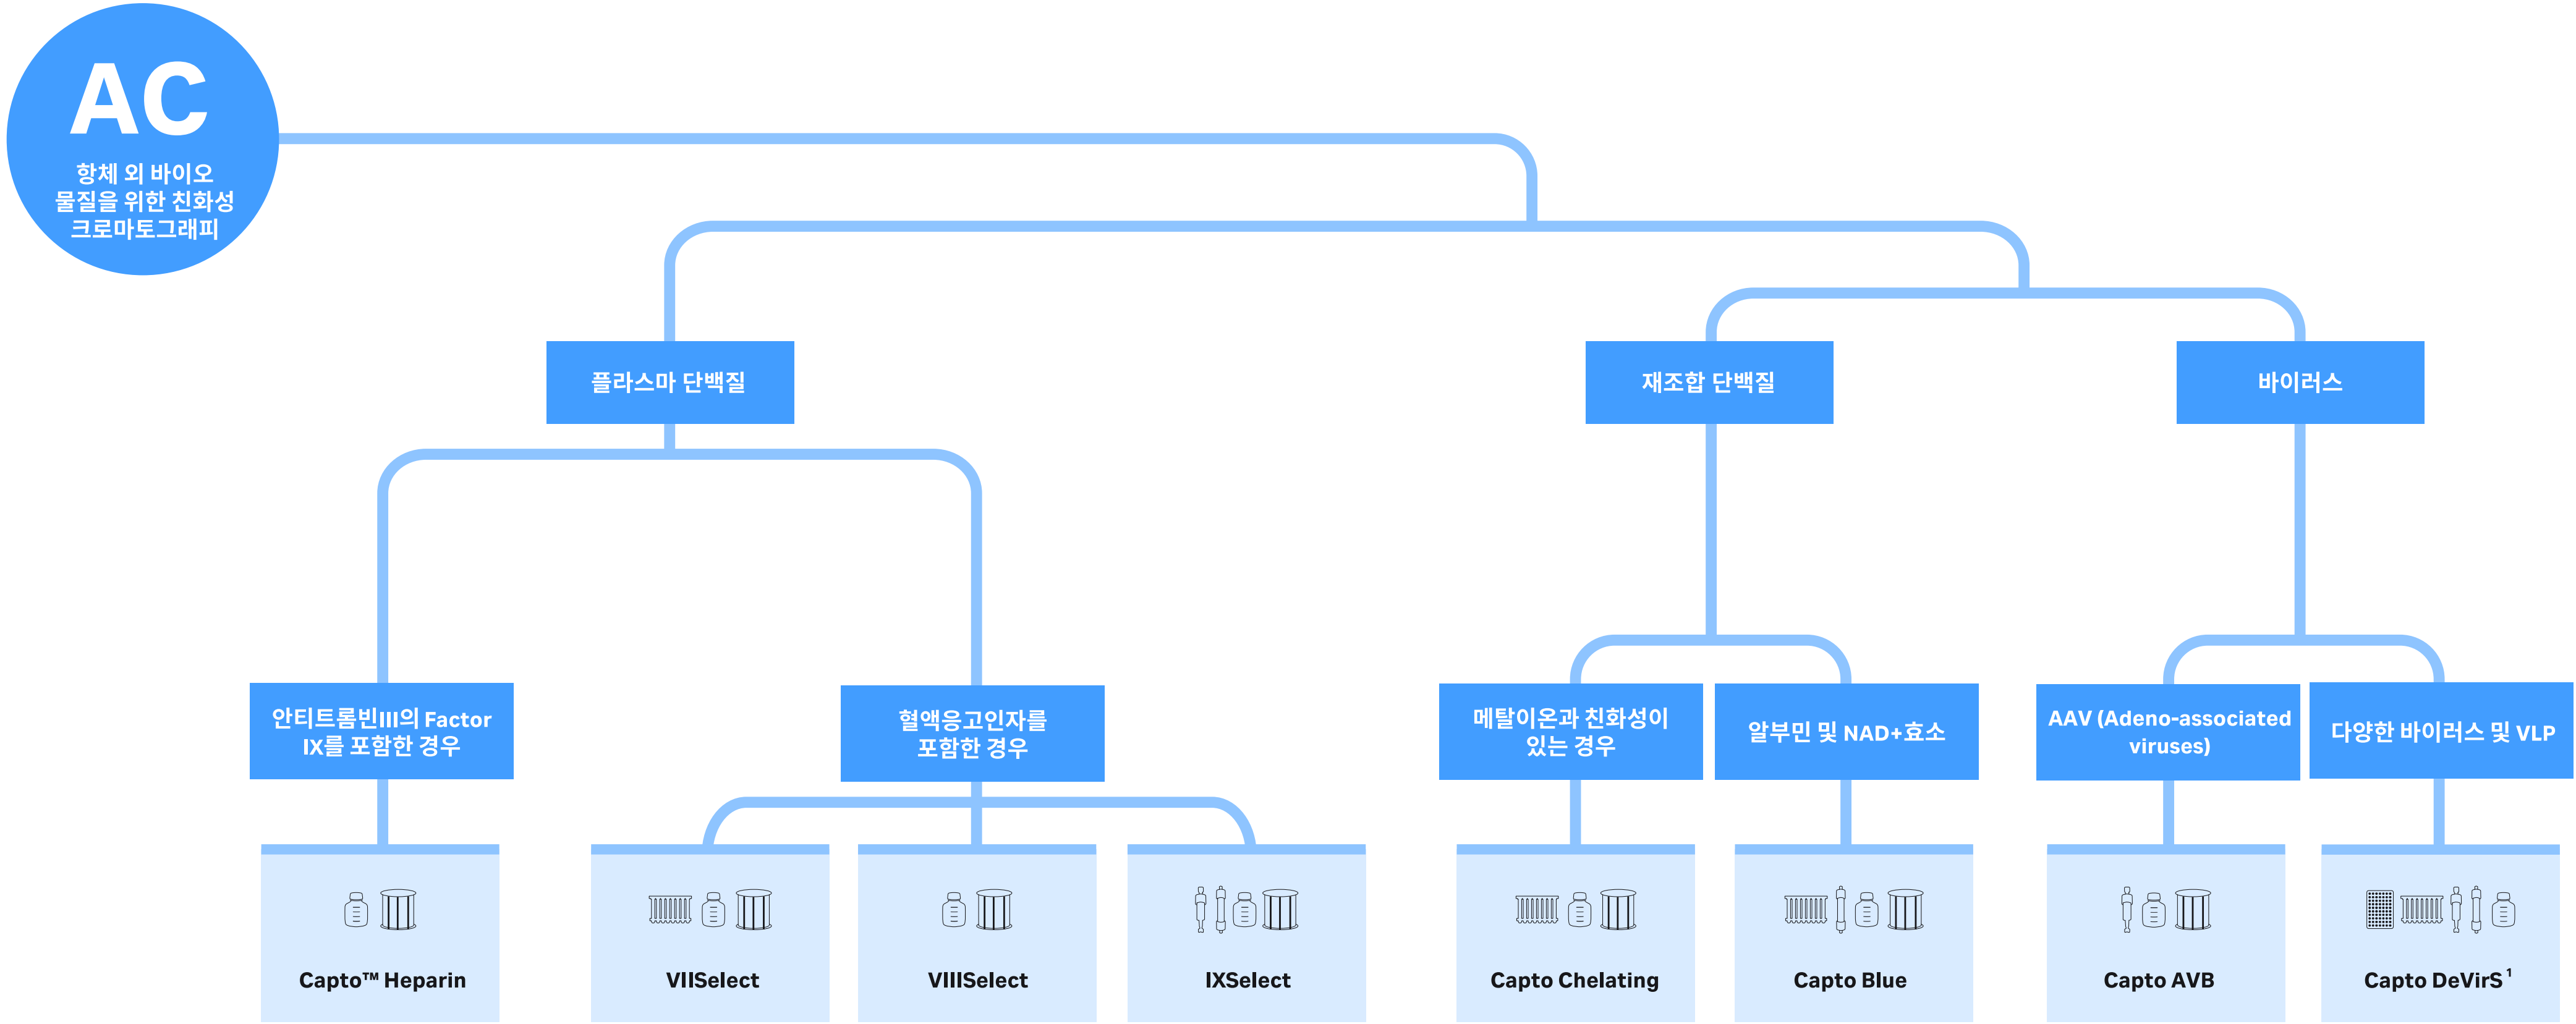 AC
항체 외 바이오
물질을 위한 친화성
크로마토그래피
플라스마 단백질
재조합 단백질
바이러스
안티트롬빈III의 Factor
IX를 포함한 경우
혈액응고인자를
포함한 경우
메탈이온과 친화성이
있는 경우
알부민 및 NAD+효소
AAV (Adeno-associated
viruses)
다양한 바이러스 및 VLP
Capto™ Heparin
VIISelect
VIIISelect
IXSelect
Capto Chelating
Capto Blue
Capto AVB
Capto DeVirS¹